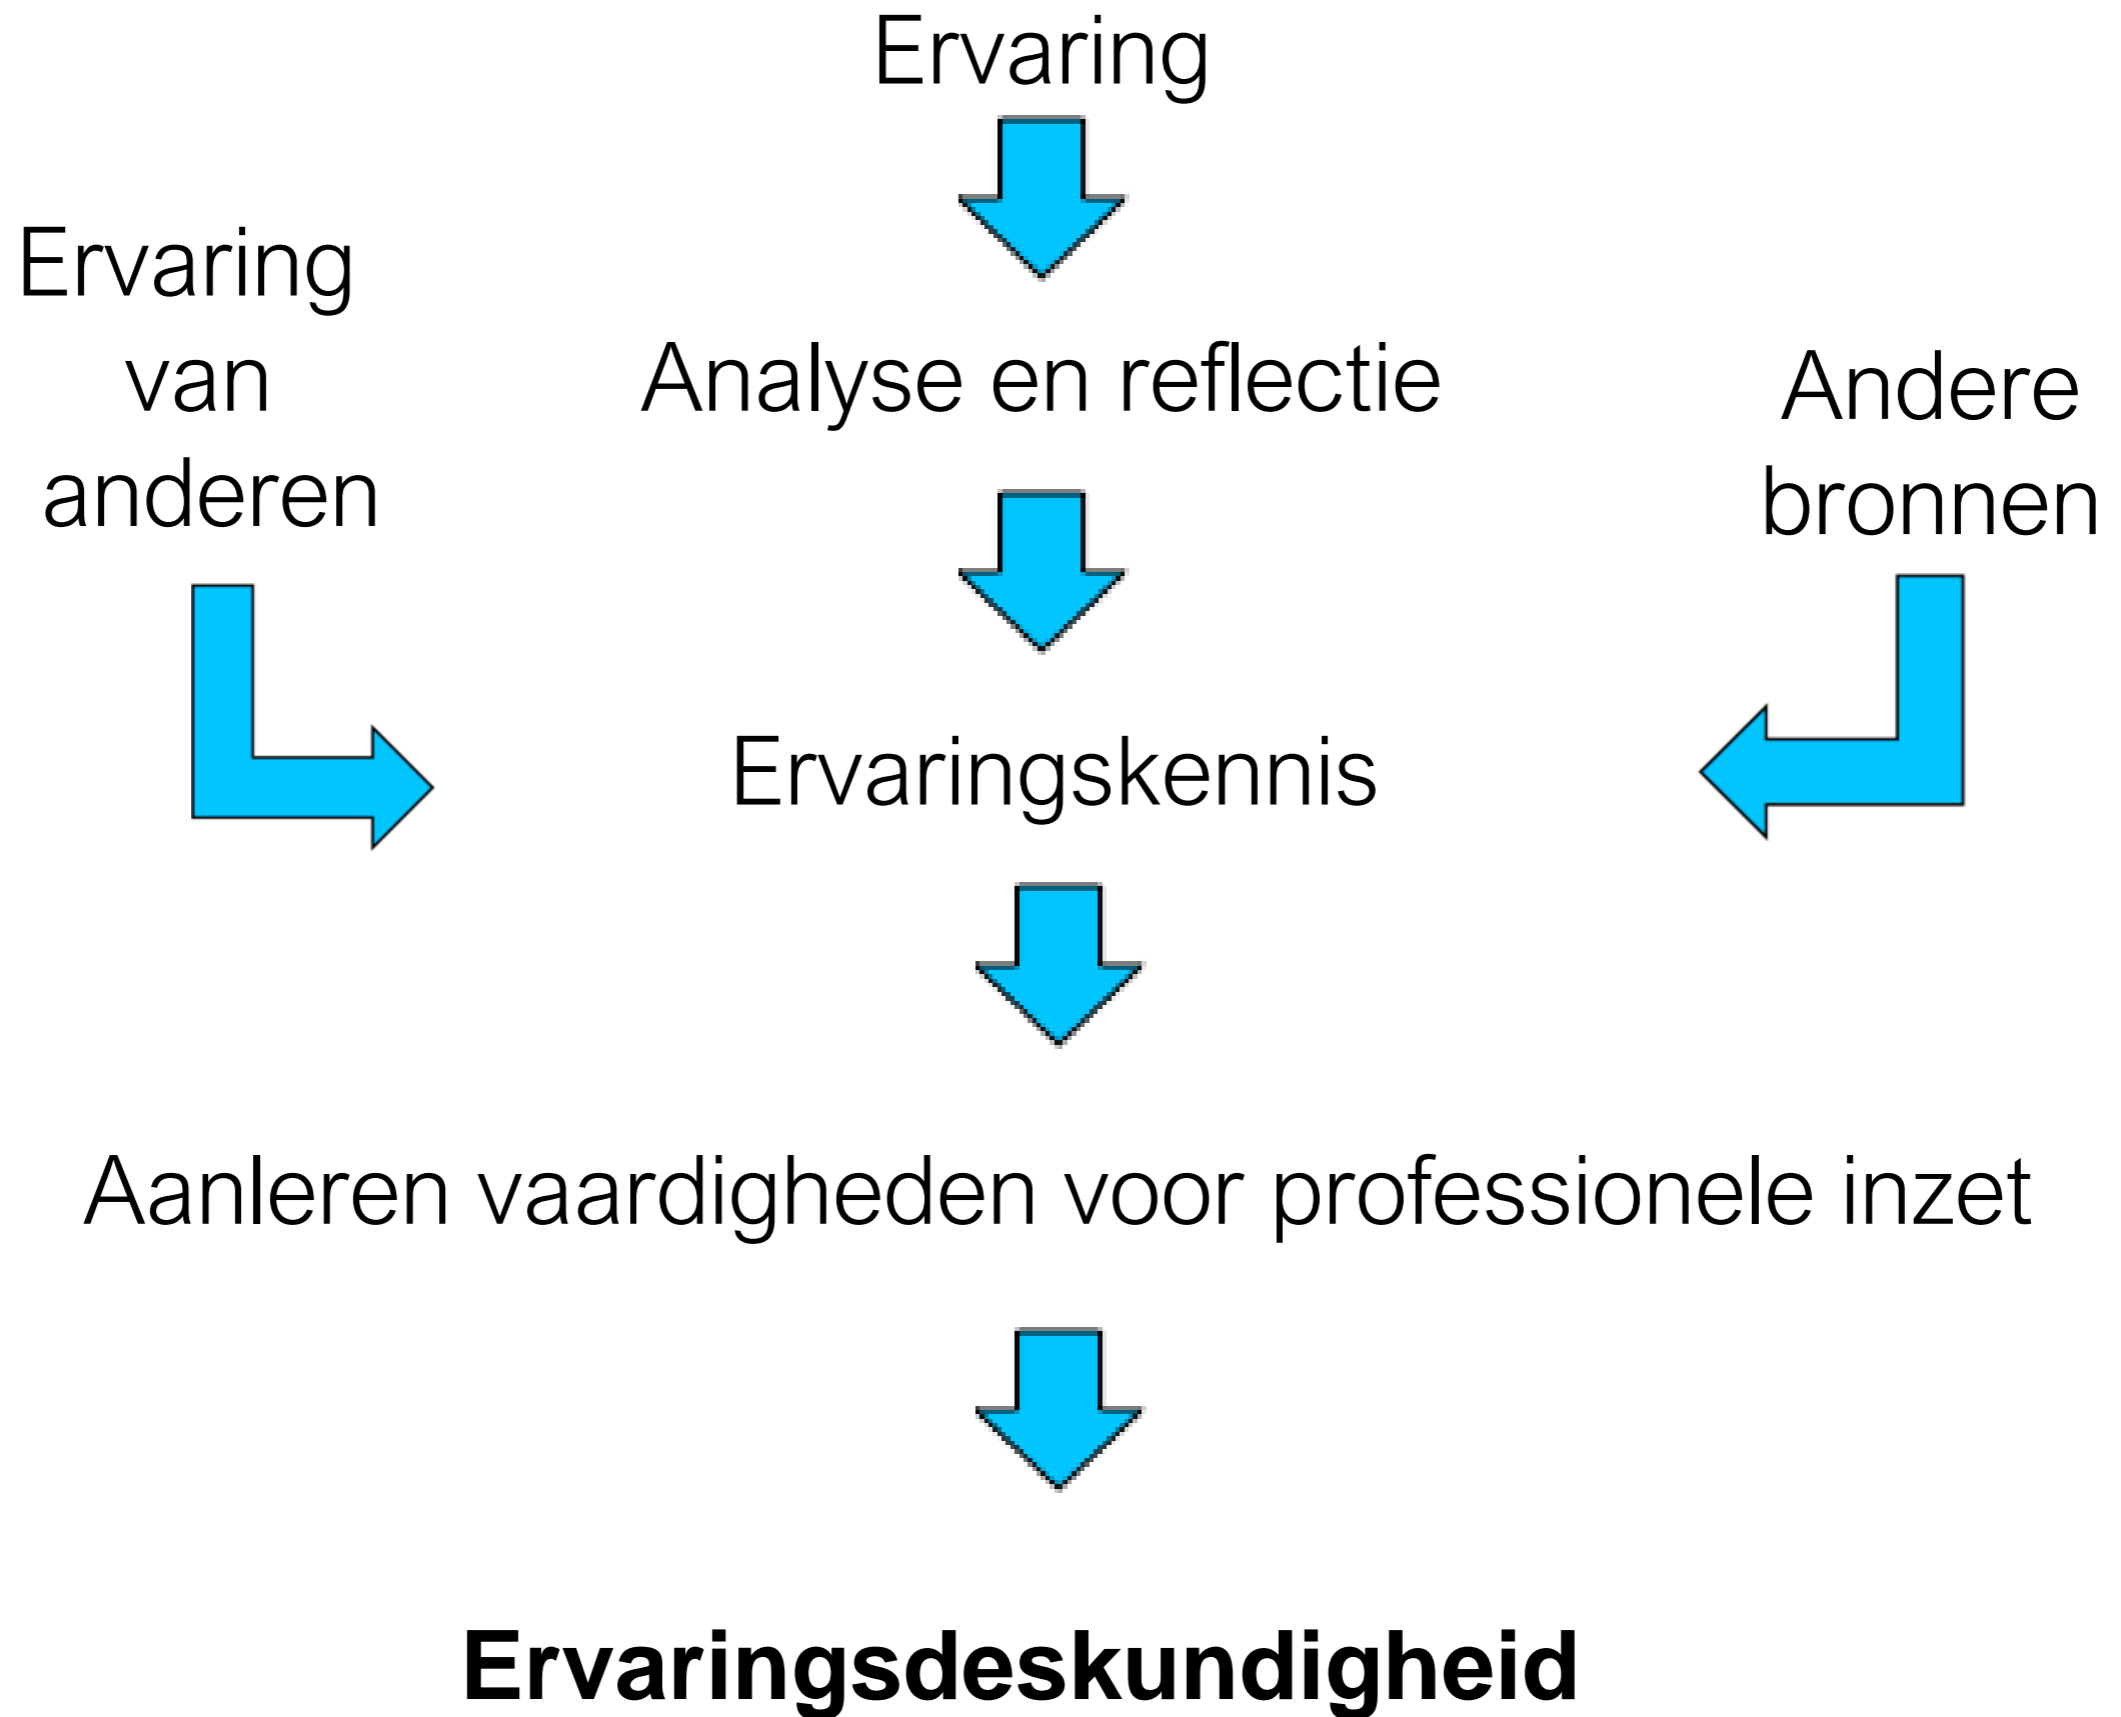 Ervaring
Ervaring
van
anderen
Analyse en reflectie
Andere
bronnen
Ervaringskennis
Aanleren vaardigheden voor professionele inzet
Ervaringsdeskundigheid